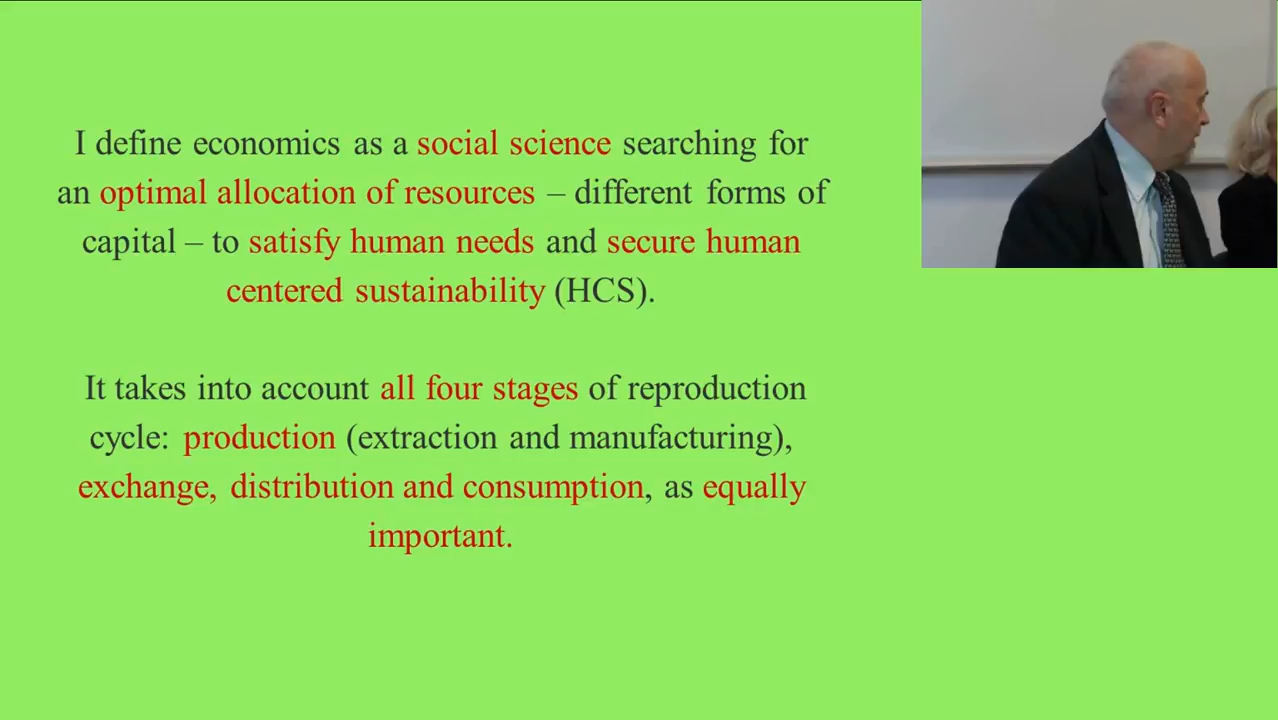 I define economics as a social science searching for
an optimal allocation of resources – different forms of
capital – to satisfy human needs and secure human
centered sustainability (HCS).
It takes into account all four stages of reproduction
cycle: production (extraction and manufacturing),
exchange, distribution and consumption, as equally
important.